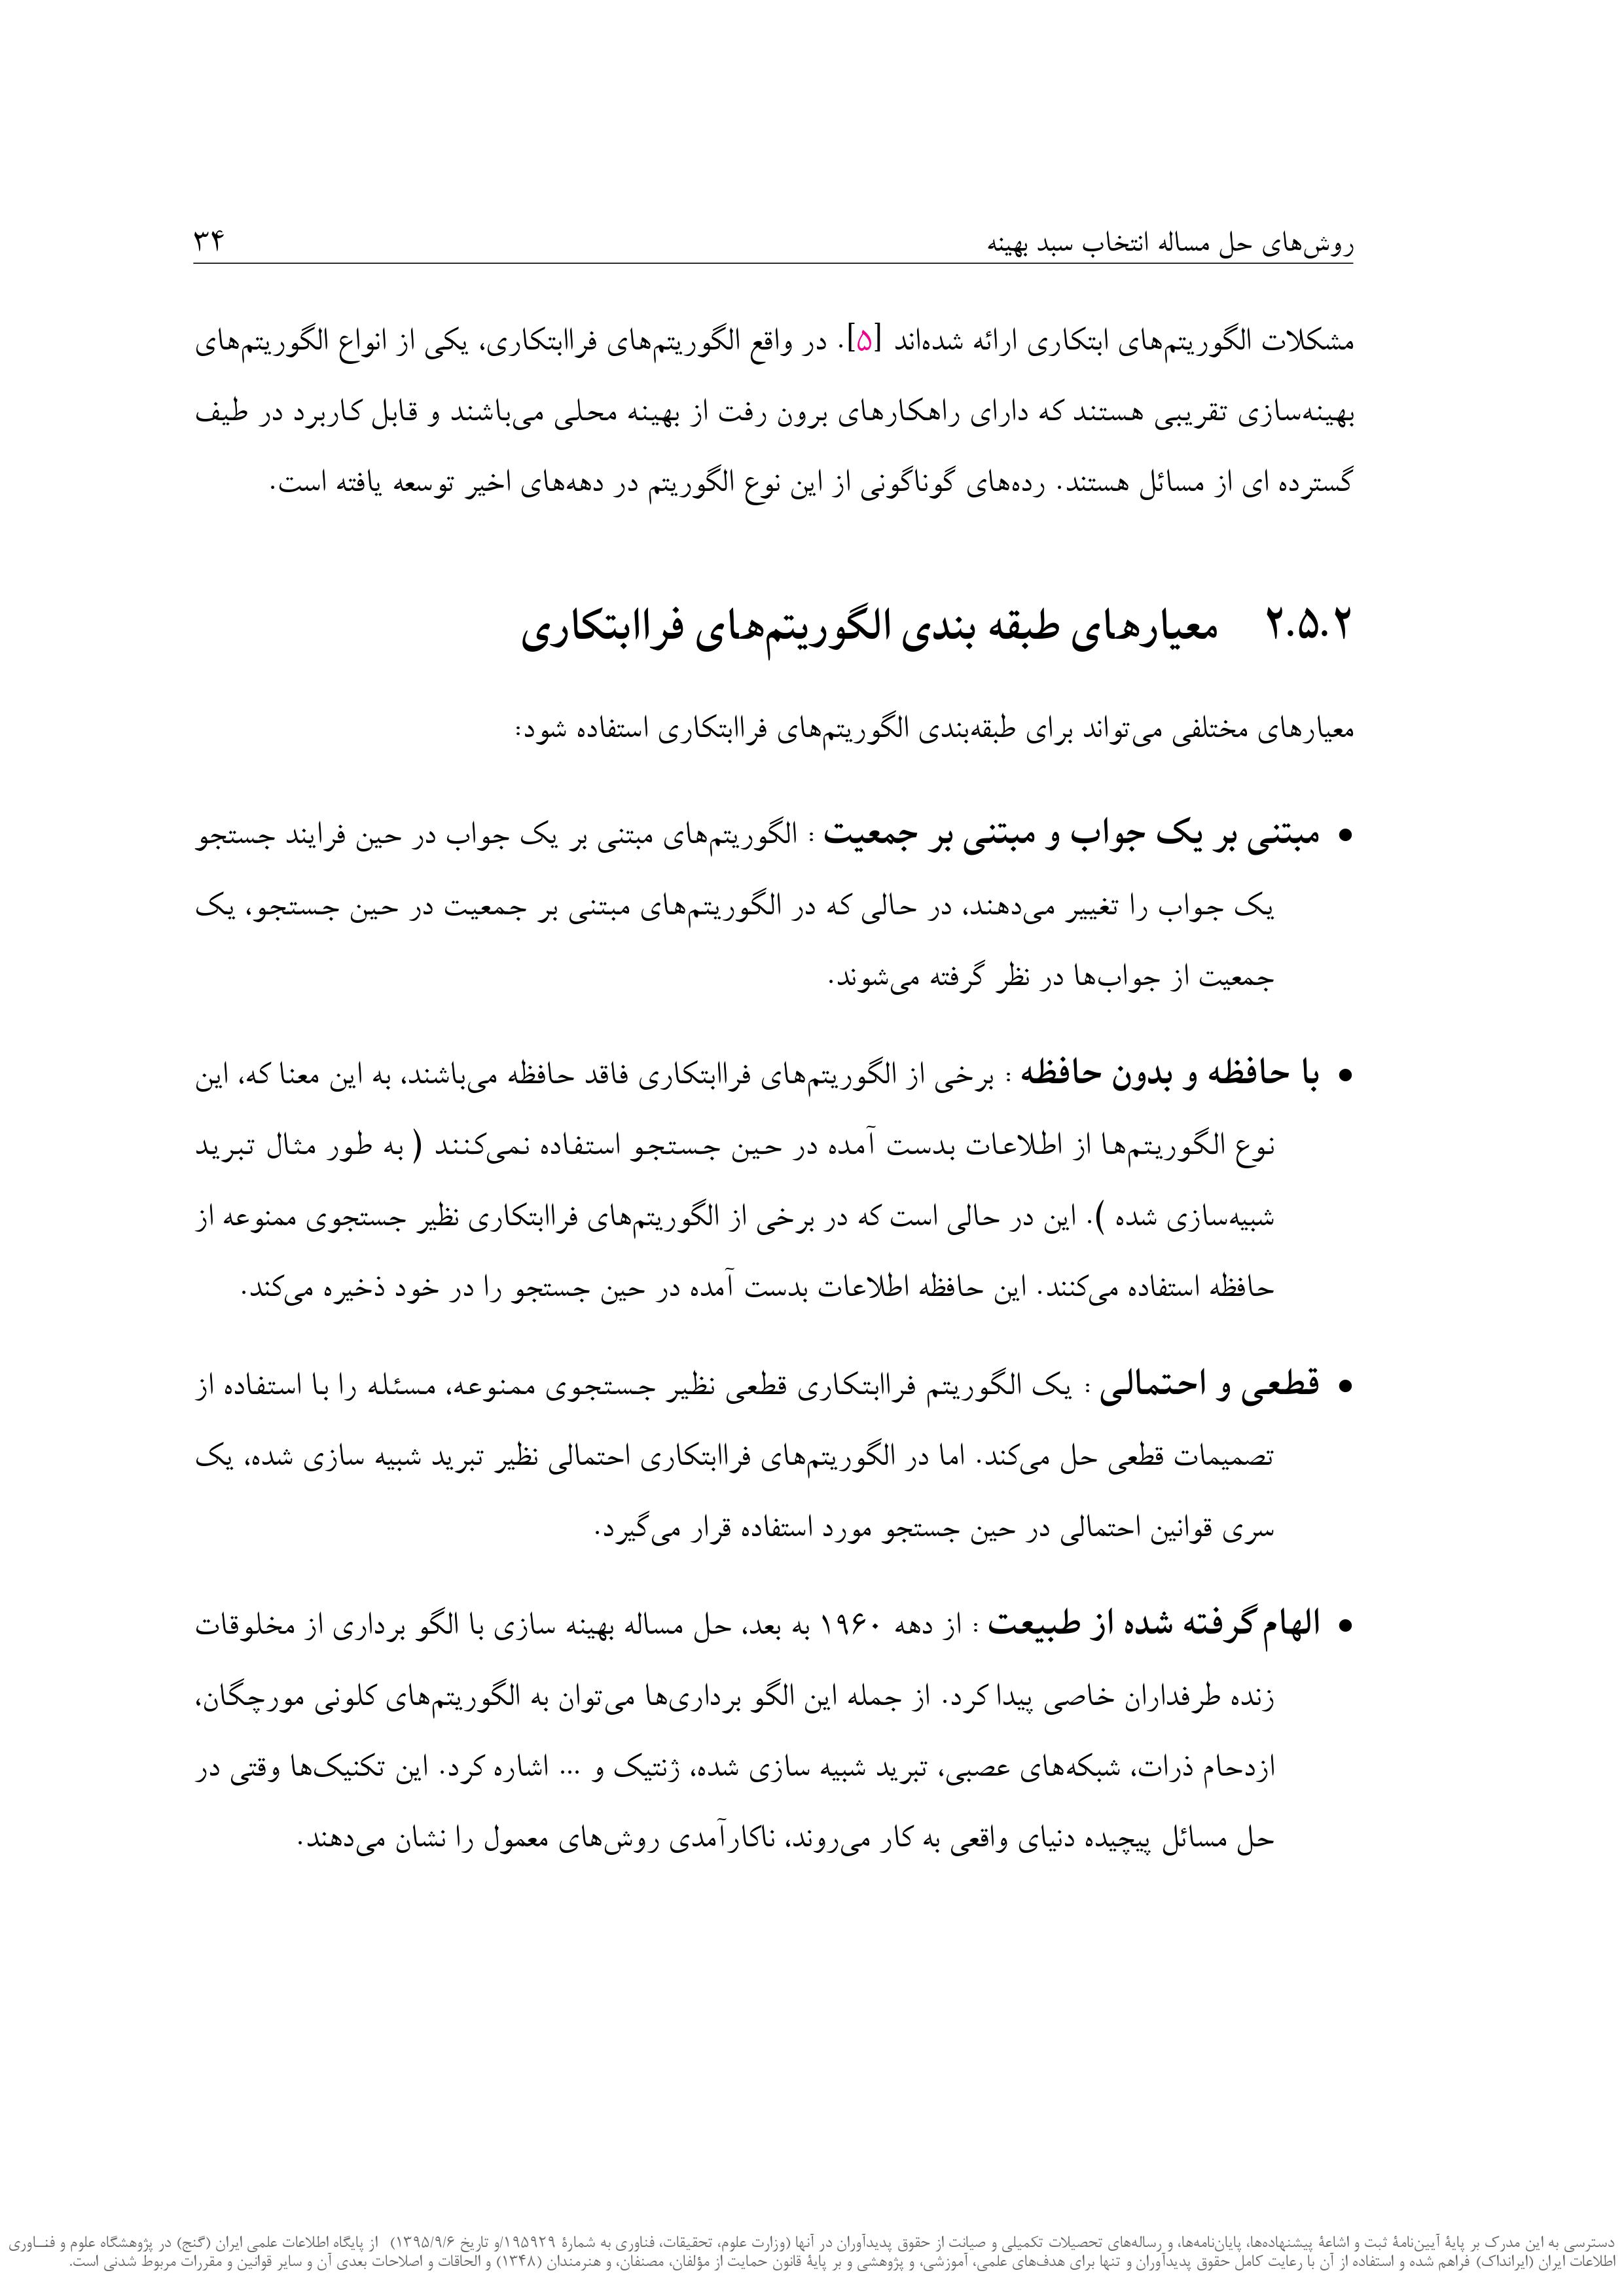 روش‌های حل مساله انتخاب سبد بهینه ۳۴
مشکلات الگوریتم‌های ابتکاری ارائه شده‌اند [۵]. در واقع الگوریتم‌های فراابتکاری، یکی از انواع الگوریتم‌های
بهینه‌سازی تقریبی هستند که دارای راهکارهای برون رفت از بهینه محلی می‌باشند و قابل کاربرد در طیف
گسترده ای از مسائل هستند. رده‌های گوناگونی از این نوع الگوریتم در دهه‌های اخیر توسعه یافته است.
۲.۵.۲ معیارهای طبقه بندی الگوریتم‌های فراابتکاری
معیارهای مختلفی می‌تواند برای طبقه‌بندی الگوریتم‌های فراابتکاری استفاده شود:
• مبتنی بر یک جواب و مبتنی بر جمعیت : الگوریتم‌های مبتنی بر یک جواب در حین فرایند جستجو
یک جواب را تغییر می‌دهند، در حالی که در الگوریتم‌های مبتنی بر جمعیت در حین جستجو، یک
جمعیت از جواب‌ها در نظر گرفته می‌شوند.
• با حافظه و بدون حافظه : برخی از الگوریتم‌های فراابتکاری فاقد حافظه می‌باشند، به این معنا که، این
نوع الگوریتم‌ها از اطلاعات بدست آمده در حین جستجو استفاده نمی‌کنند ( به طور مثال تبرید
شبیه‌سازی شده ). این در حالی است که در برخی از الگوریتم‌های فراابتکاری نظیر جستجوی ممنوعه از
حافظه استفاده می‌کنند. این حافظه اطلاعات بدست آمده در حین جستجو را در خود ذخیره می‌کند.
• قطعی و احتمالی : یک الگوریتم فراابتکاری قطعی نظیر جستجوی ممنوعه، مسئله را با استفاده از
تصمیمات قطعی حل می‌کند. اما در الگوریتم‌های فراابتکاری احتمالی نظیر تبرید شبیه سازی شده، یک
سری قوانین احتمالی در حین جستجو مورد استفاده قرار می‌گیرد.
• الهام گرفته شده از طبیعت : از دهه ۱۹۶۰ به بعد، حل مساله بهینه سازی با الگو برداری از مخلوقات
زنده طرفداران خاصی پیدا کرد. از جمله این الگو برداری‌ها می‌توان به الگوریتم‌های کلونی مورچگان،
ازدحام ذرات، شبکه‌های عصبی، تبرید شبیه سازی شده، ژنتیک و ... اشاره کرد. این تکنیک‌ها وقتی در
حل مسائل پیچیده دنیای واقعی به کار می‌روند، ناکارآمدی روش‌های معمول را نشان می‌دهند.
دسترسی به این مدرک بر پایهٔ آیین‌نامهٔ ثبت و اشاعهٔ پیشنهاده‌ها، پایان‌نامه‌ها، و رساله‌های تحصیلات تکمیلی و صیانت از حقوق پدیدآوران در آنها (وزارت علوم، تحقیقات، فناوری به شمارهٔ ۱۹۵۹۲۹/و تاریخ ۱۳۹۵/۹/۶) از پایگاه اطلاعات علمی ایران (گنج) در پژوهشگاه علوم و فنـاوری
اطلاعات ایران (ایرانداک) فراهم شده و استفاده از آن با رعایت کامل حقوق پدیدآوران و تنها برای هدف‌های علمی، آموزشی، و پژوهشی و بر پایهٔ قانون حمایت از مؤلفان، مصنفان، و هنرمندان (۱۳۴۸) و الحاقات و اصلاحات بعدی آن و سایر قوانین و مقررات مربوط شدنی است.